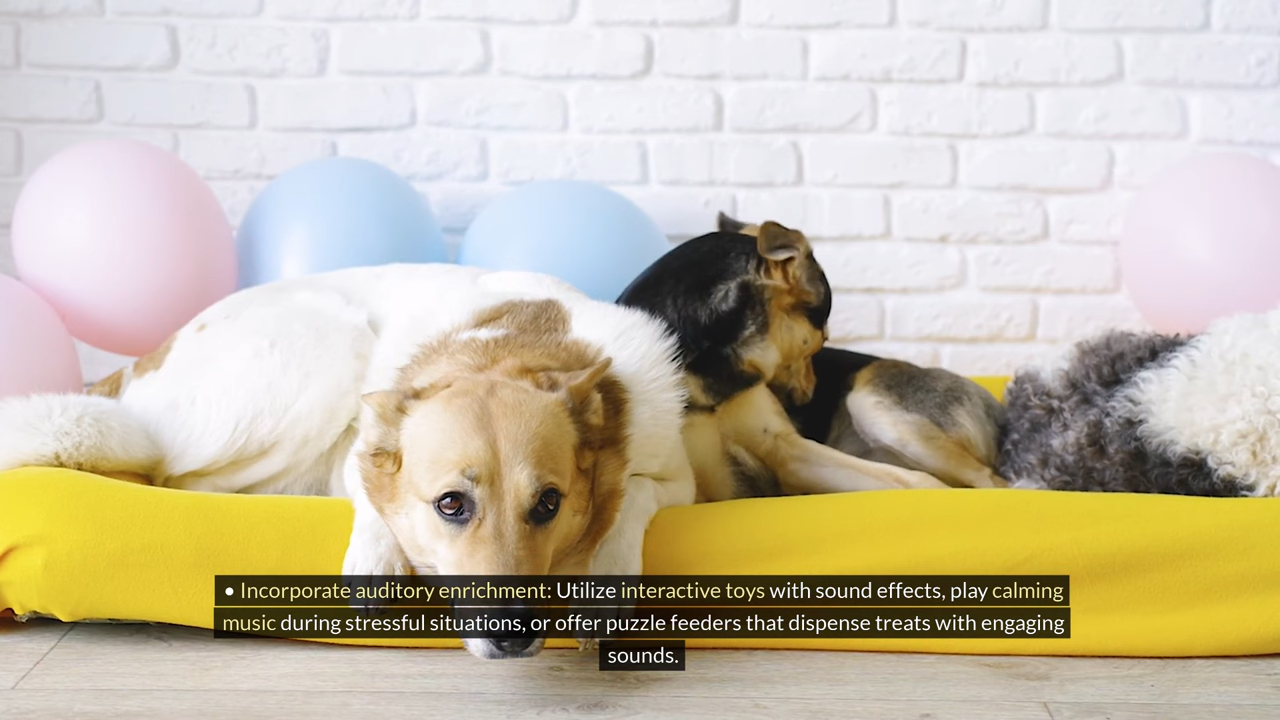 • Incorporate auditory enrichment: Utilize interactive toys with sound effects, play calming
music during stressful situations, or offer puzzle feeders that dispense treats with engaging
sounds.